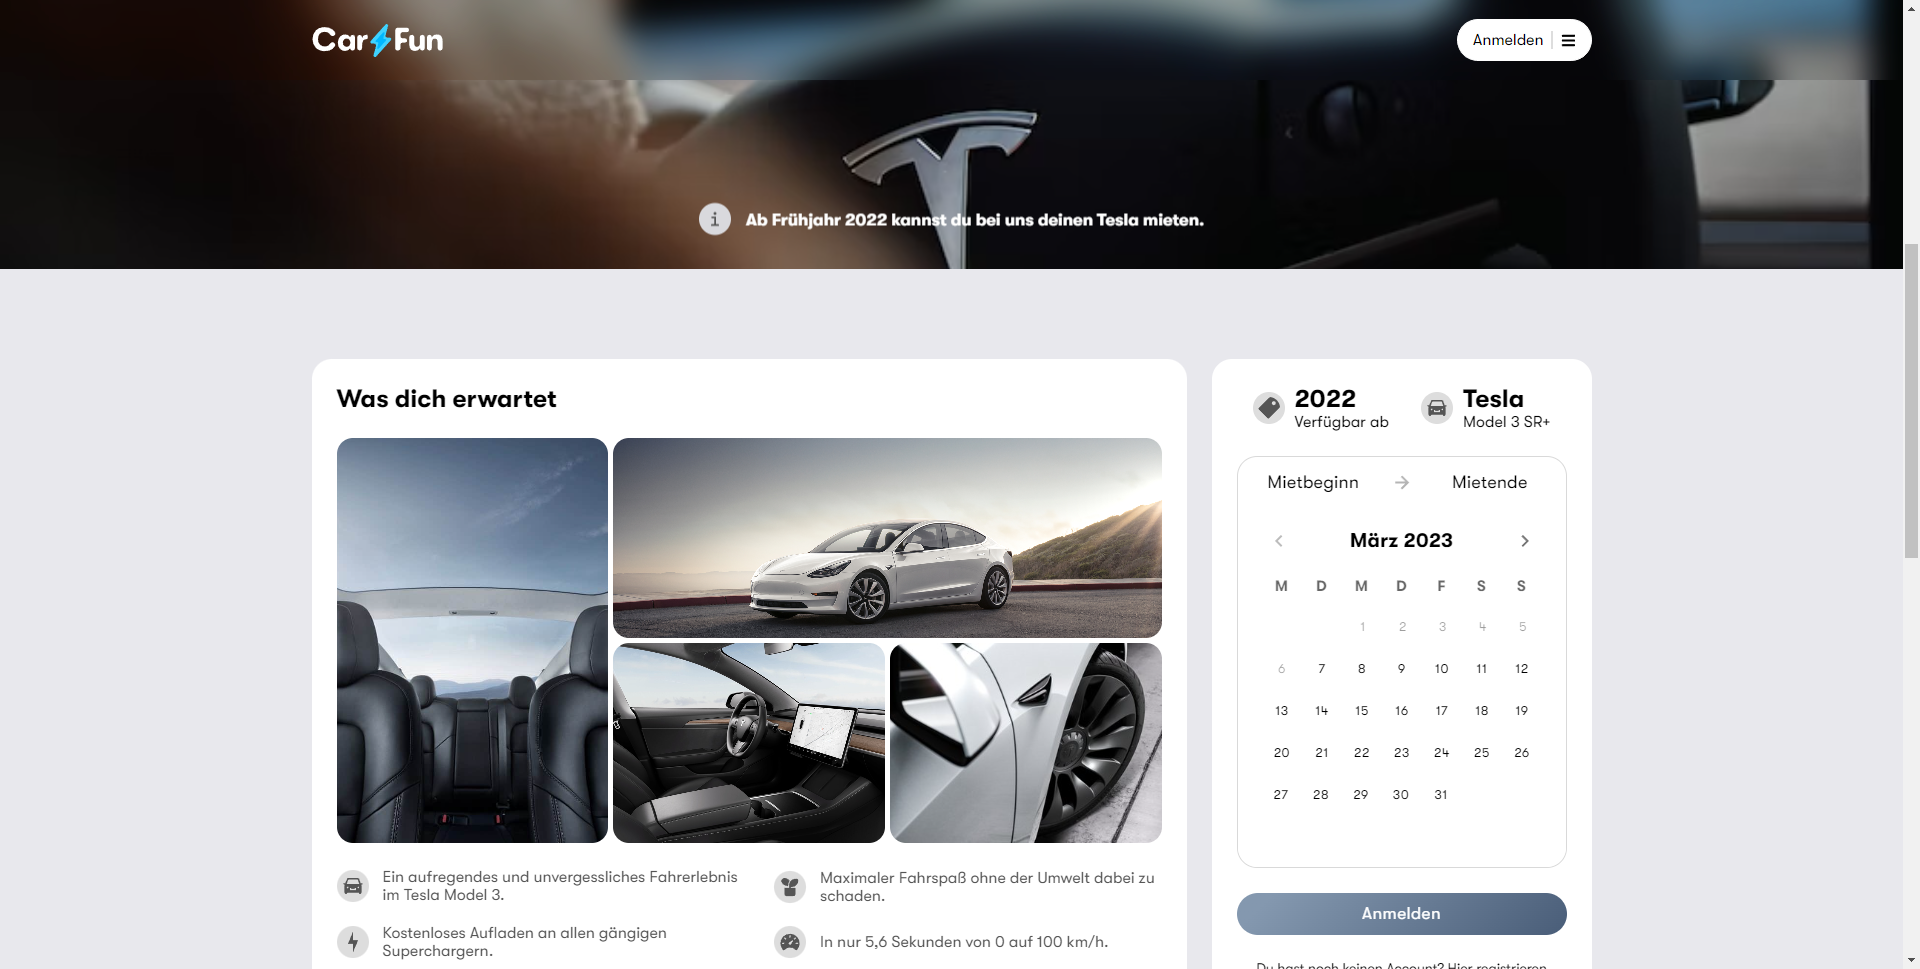 Car Fun
Anmelden
Ab Frühjahr 2022 kannst du bei uns deinen Tesla mieten.
Was dich erwartet
Ein aufregendes und unvergessliches Fahrerlebnis
im Tesla Model 3.
Maximaler Fahrspaß ohne der Umwelt dabei zu
schaden.
Kostenloses Aufladen an allen gängigen
Superchargern.
In nur 5,6 Sekunden von 0 auf 100 km/h.
2022
Verfügbar ab
Tesla
Model 3 SR+
Mietbeginn → Mietende
März 2023
M D M D F S S
1 2 3 4 5
6 7 8 9 10 11 12
13 14 15 16 17 18 19
20 21 22 23 24 25 26
27 28 29 30 31
Anmelden
Du hast noch keinen Account? Hier registrieren